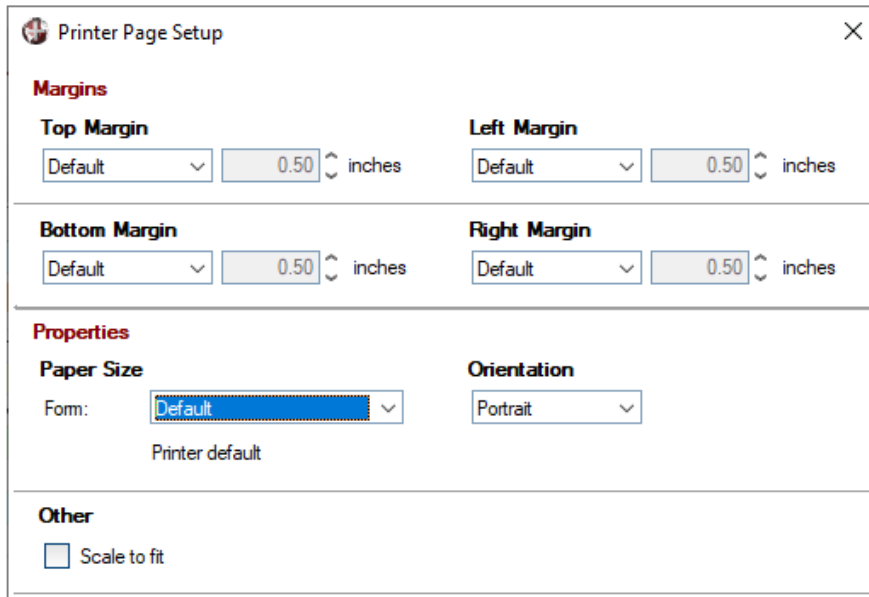 Printer Page Setup
Margins
Top Margin
Left Margin
Default 0.50 inches
Default 0.50 inches
Bottom Margin
Right Margin
Default 0.50 inches
Default 0.50 inches
Properties
Paper Size
Orientation
Form: Default
Portrait
Printer default
Other
Scale to fit